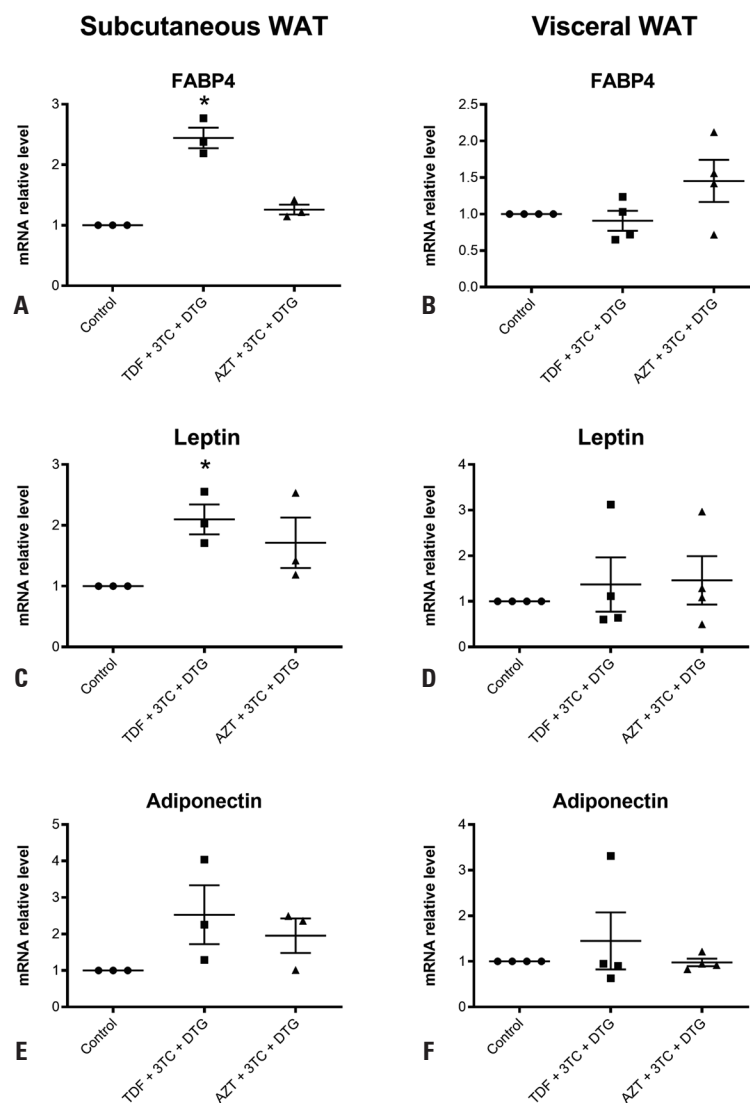 Subcutaneous WAT
Visceral WAT
FABP4
*
mRNA relative level
3
2
1
0
Control
TDF + 3TC + DTG
AZT + 3TC + DTG
A
FABP4
mRNA relative level
2.5
2.0
1.5
1.0
0.5
0.0
Control
TDF + 3TC + DTG
AZT + 3TC + DTG
B
Leptin
*
mRNA relative level
3
2
1
0
Control
TDF + 3TC + DTG
AZT + 3TC + DTG
C
Leptin
mRNA relative level
4
3
2
1
0
Control
TDF + 3TC + DTG
AZT + 3TC + DTG
D
Adiponectin
mRNA relative level
5
4
3
2
1
0
Control
TDF + 3TC + DTG
AZT + 3TC + DTG
E
Adiponectin
mRNA relative level
4
3
2
1
0
Control
TDF + 3TC + DTG
AZT + 3TC + DTG
F